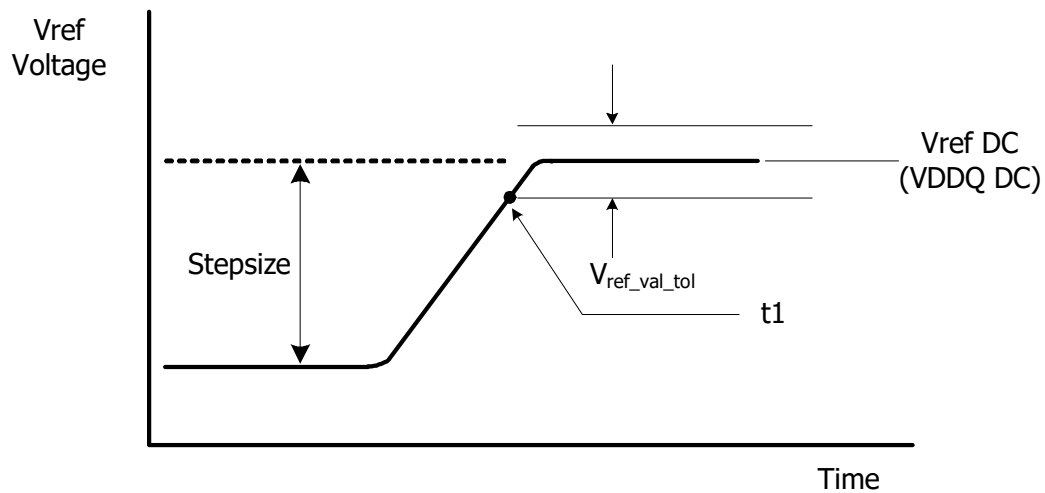 Vref
Voltage
Vref DC
(VDDQ DC)
Stepsize
Vref_val_tol
t1
Time